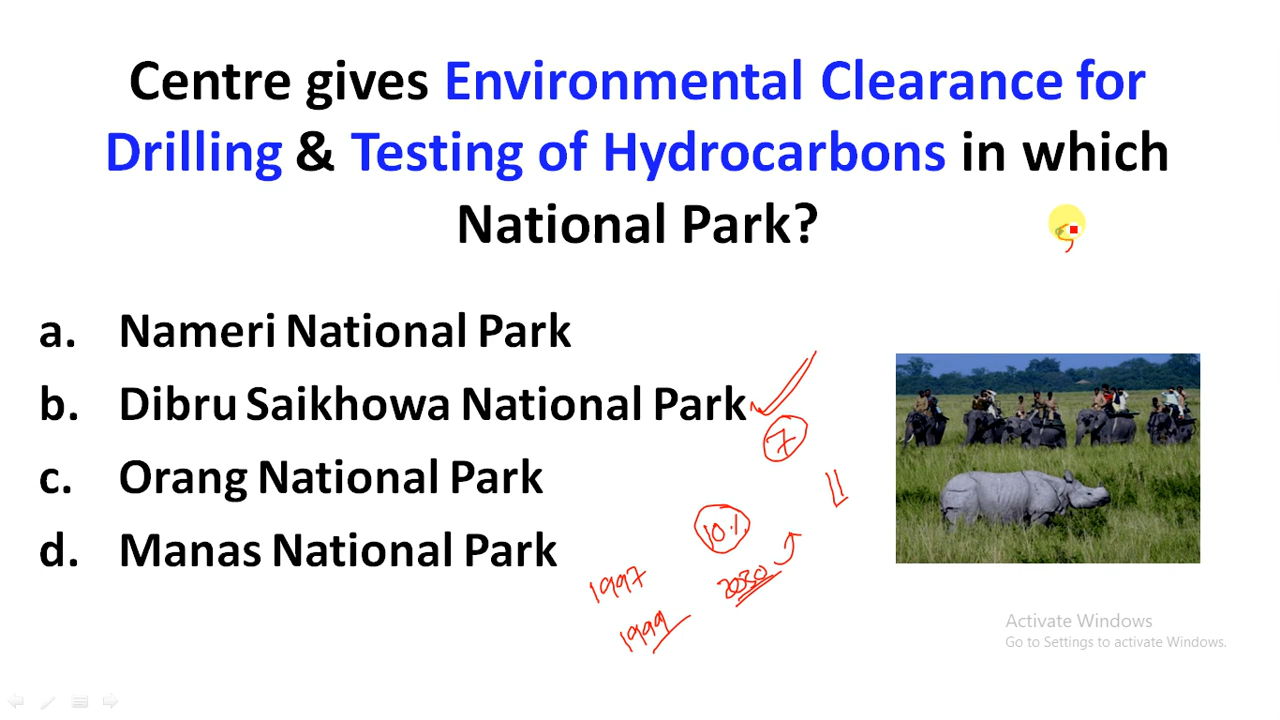 Centre gives Environmental Clearance for
Drilling & Testing of Hydrocarbons in which
National Park?
a. Nameri National Park
b. Dibru Saikhowa National Park
7
c. Orang National Park
10%
d. Manas National Park
1997
2030
1999
Activate Windows
Go to Settings to activate Windows.